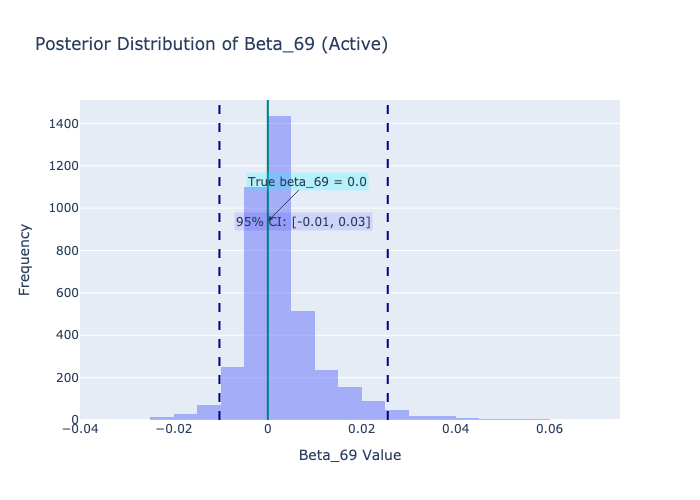 Posterior Distribution of Beta_69 (Active)
1400
1200
1000
800
600
400
200
0
True beta_69 = 0.0
95% CI: [-0.01, 0.03]
Frequency
−0.04
−0.02
0
0.02
0.04
0.06
Beta_69 Value